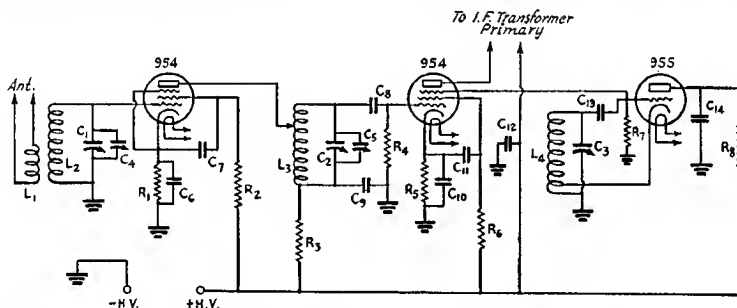 To I.F. Transformer
Primary
954
954
955
Ant.
L1
L2
C1
C4
R1
C6
C7
R2
L3
R3
C2
C5
C8
C9
R4
R5
C10
C11
R6
C12
L4
C13
C3
R7
C14
R8
-H.V.
+H.V.